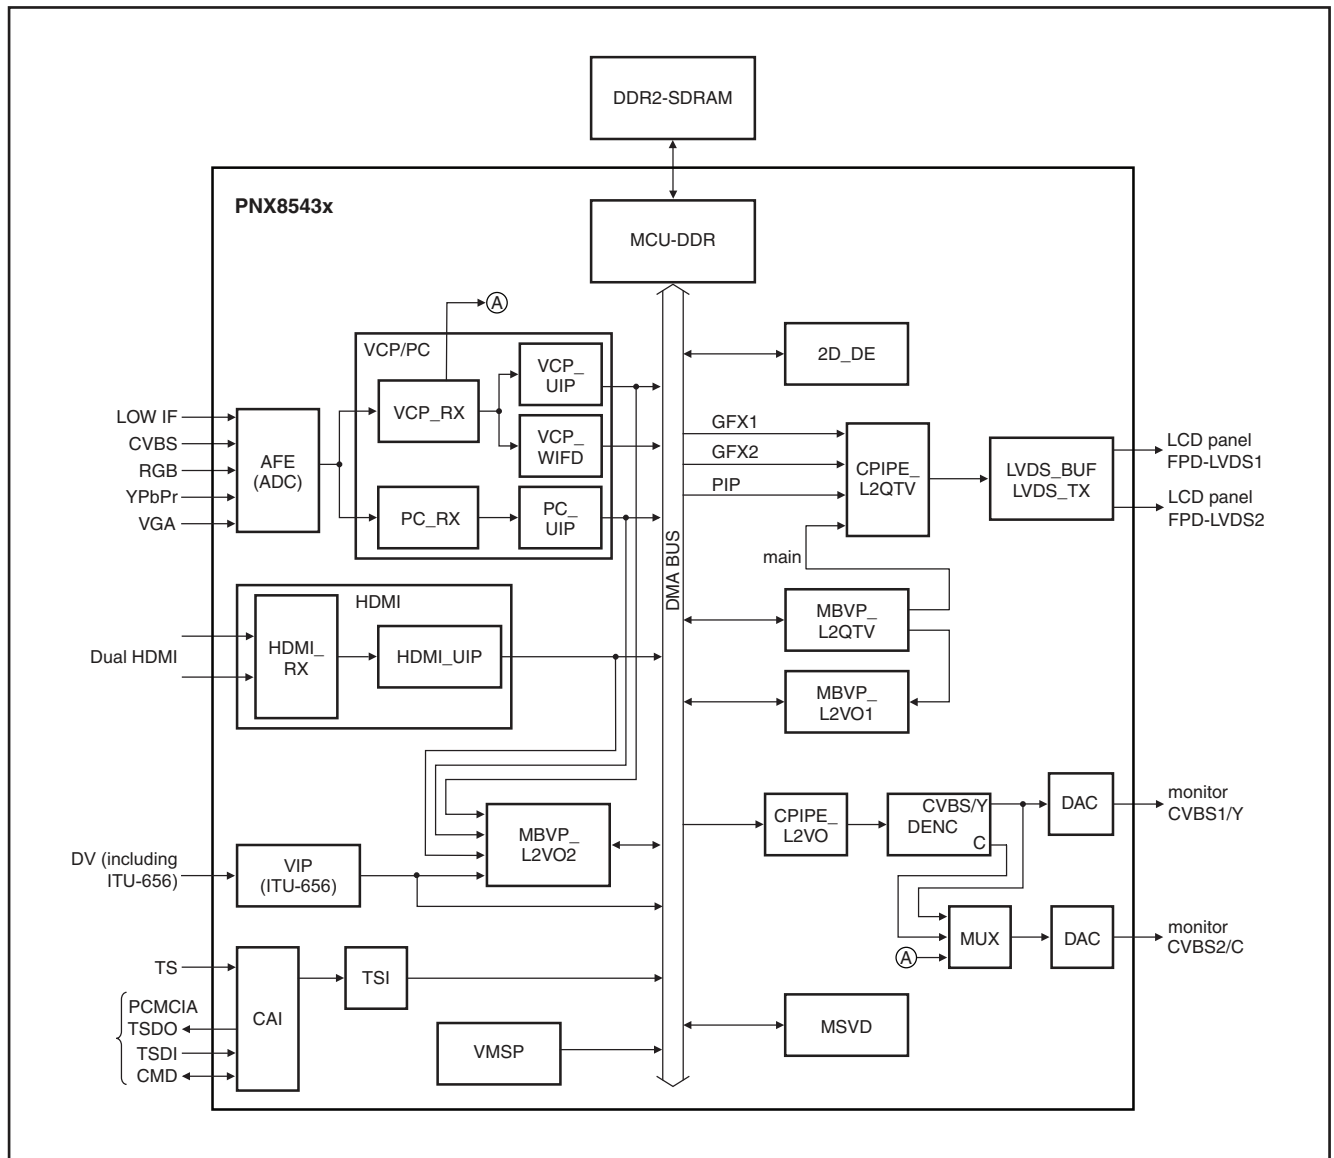 DDR2-SDRAM
PNX8543x
MCU-DDR
A
VCP/PC
VCP_RX
VCP_
UIP
VCP_
WIFD
PC_RX
PC_
UIP
LOW IF
CVBS
RGB
YPbPr
VGA
AFE
(ADC)
2D_DE
GFX1
GFX2
PIP
main
CPIPE_
L2QTV
LVDS_BUF
LVDS_TX
LCD panel
FPD-LVDS1
LCD panel
FPD-LVDS2
DMA BUS
HDMI
Dual HDMI
HDMI_
RX
HDMI_UIP
MBVP_
L2QTV
MBVP_
L2VO1
MBVP_
L2VO2
DV (including
ITU-656)
VIP
(ITU-656)
CPIPE_
L2VO
CVBS/Y
DENC
C
DAC
monitor
CVBS1/Y
A
MUX
DAC
monitor
CVBS2/C
TS
PCMCIA
TSDO
TSDI
CMD
CAI
TSI
VMSP
MSVD